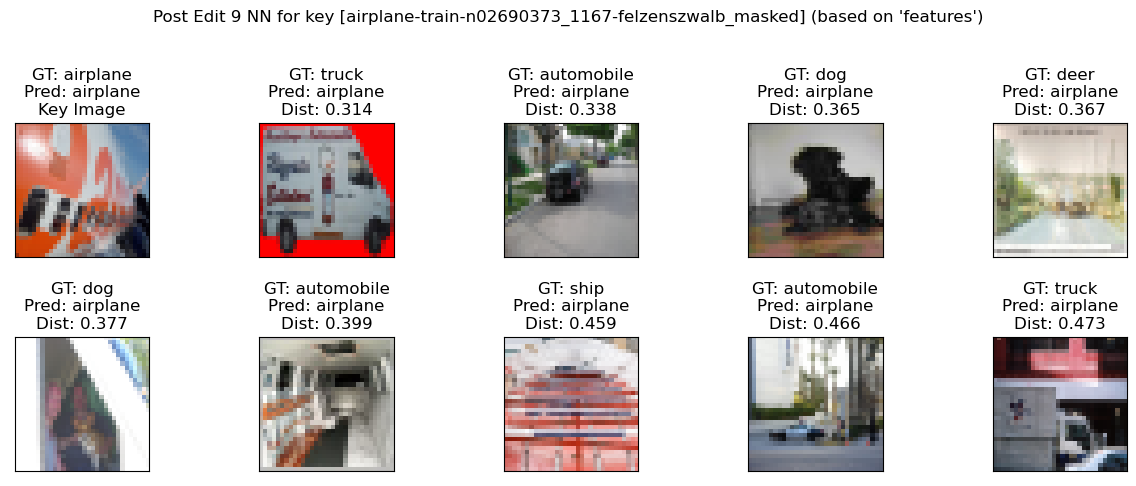 Post Edit 9 NN for key [airplane-train-n02690373_1167-felzenszwalb_masked] (based on 'features')
GT: airplane
Pred: airplane
Key Image
GT: truck
Pred: airplane
Dist: 0.314
GT: automobile
Pred: airplane
Dist: 0.338
GT: dog
Pred: airplane
Dist: 0.365
GT: deer
Pred: airplane
Dist: 0.367
GT: dog
Pred: airplane
Dist: 0.377
GT: automobile
Pred: airplane
Dist: 0.399
GT: ship
Pred: airplane
Dist: 0.459
GT: automobile
Pred: airplane
Dist: 0.466
GT: truck
Pred: airplane
Dist: 0.473